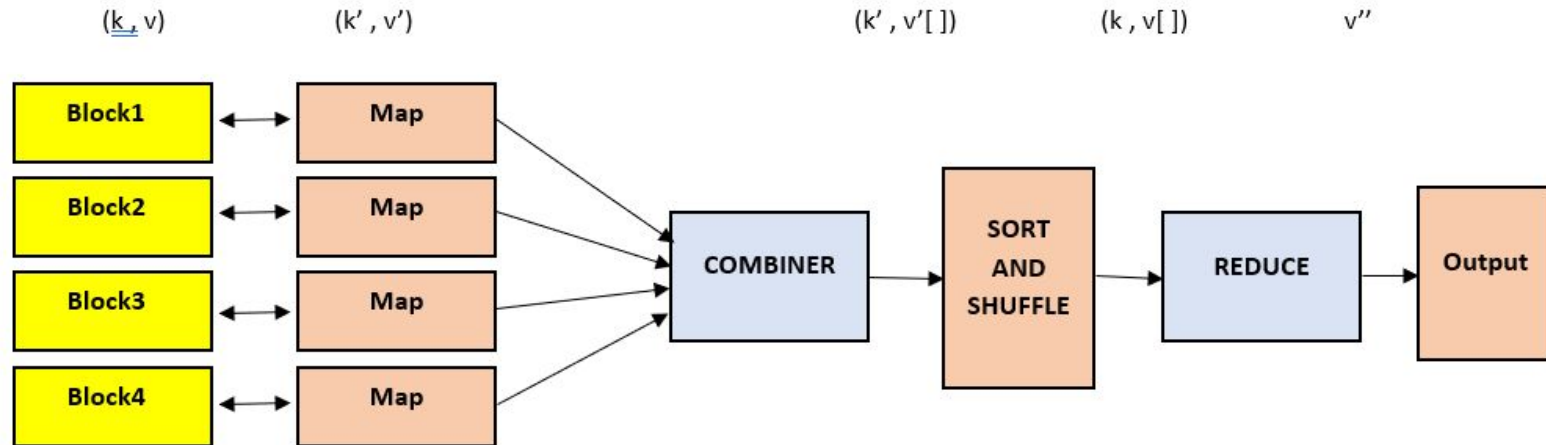 (k , v) (k’ , v’) (k’ , v’[ ]) (k , v[ ]) v’’
Block1 Map
Block2 Map
Block3 Map
Block4 Map
COMBINER
SORT
AND
SHUFFLE
REDUCE
Output